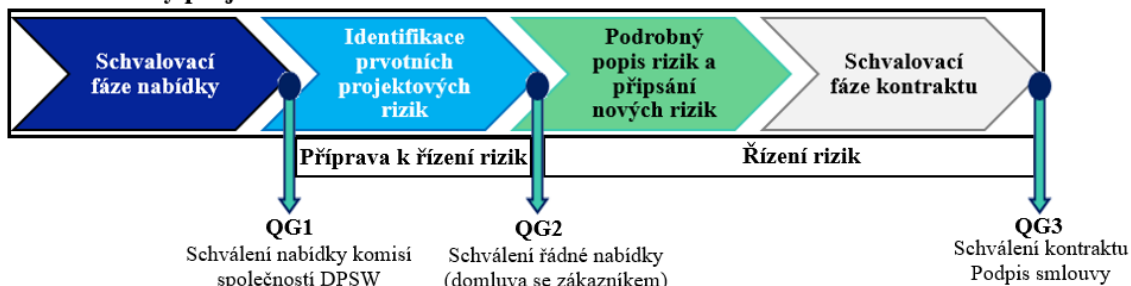 Schvalovací
fáze nabídky
Identifikace
prvotních
projektových
rizik
Podrobný
popis rizik a
připsání
nových rizik
Schvalovací
fáze kontraktu
Příprava k řízení rizik
Řízení rizik
QG1
Schválení nabídky komisí
společností DPSW
QG2
Schválení řádné nabídky
(domluva se zákazníkem)
QG3
Schválení kontraktu
Podpis smlouvy